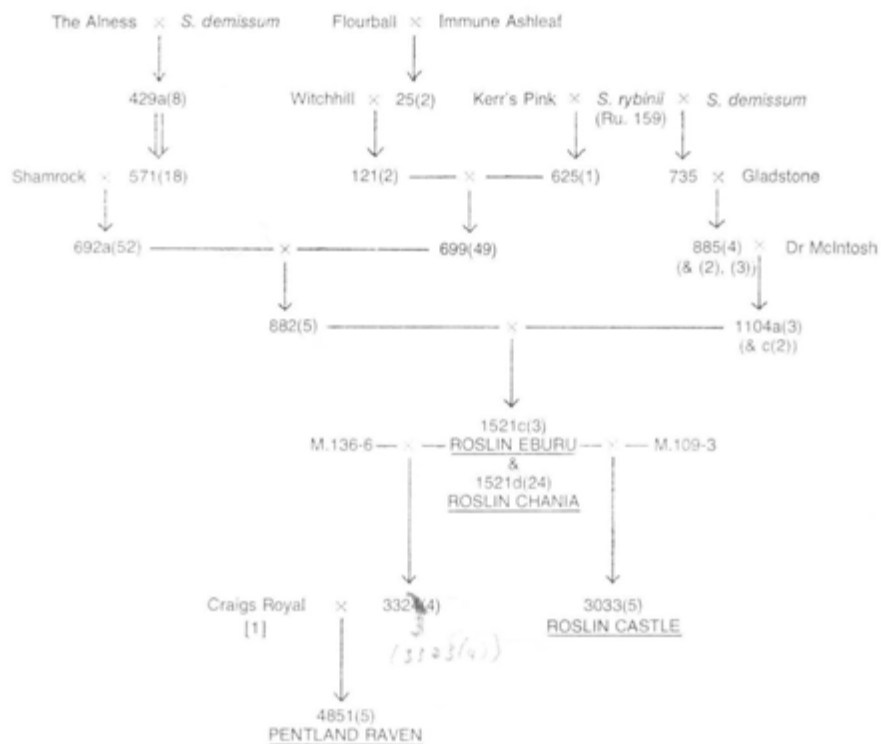 The Alness × S. demissum Flourball × Immune Ashleaf
429a(8) Witchhill × 25(2) Kerr's Pink × S. rybinii × S. demissum
(Ru. 159)
Shamrock × 571(18) 121(2) × 625(1) 735 × Gladstone
692a(52) × 699(49) 885(4) × Dr McIntosh
(& (2), (3))
882(5) × 1104a(3)
(& c(2))
1521c(3)
M.136-6 × ROSLIN EBURU × M.109-3
&
1521d(24)
ROSLIN CHANIA
Craigs Royal × 3324(4) 3033(5)
[1] ROSLIN CASTLE
(3323(4))
4851(5)
PENTLAND RAVEN